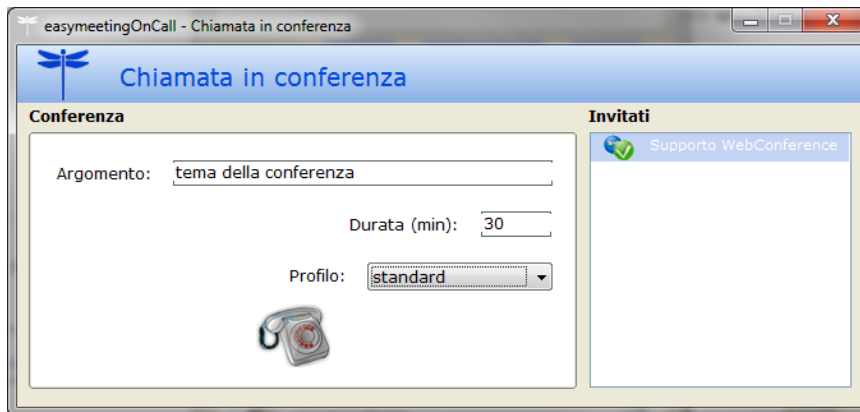 easymeetingOnCall - Chiamata in conferenza
Chiamata in conferenza
Conferenza
Invitati
Supporto WebConference
Argomento: tema della conferenza
Durata (min): 30
Profilo: standard